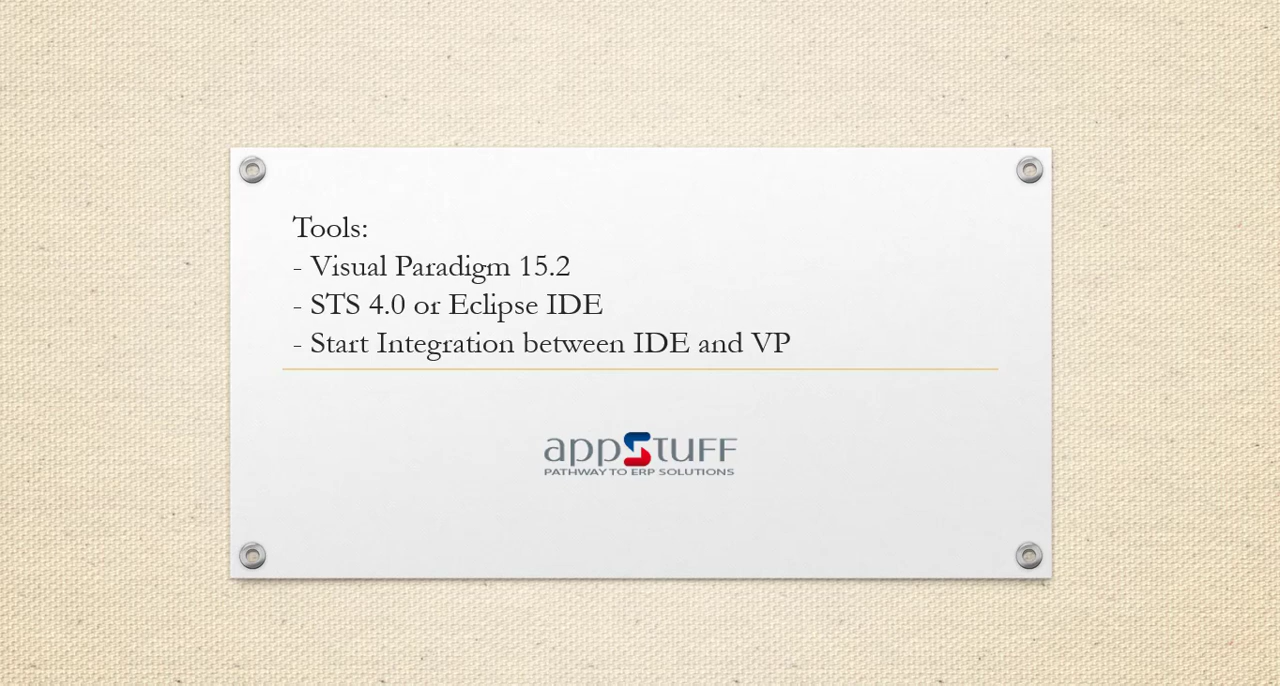 Tools:
- Visual Paradigm 15.2
- STS 4.0 or Eclipse IDE
- Start Integration between IDE and VP
appSTUFF
PATHWAY TO ERP SOLUTIONS